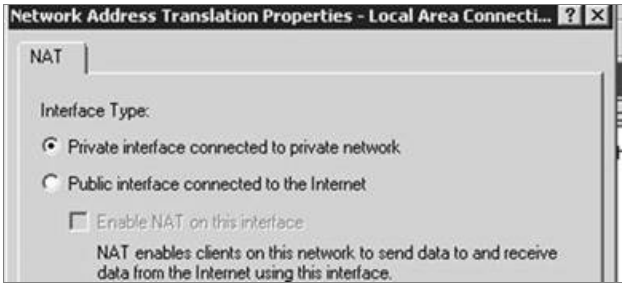 Network Address Translation Properties - Local Area Connecti...
NAT
Interface Type:
Private interface connected to private network
Public interface connected to the Internet
Enable NAT on this interface
NAT enables clients on this network to send data to and receive
data from the Internet using this interface.